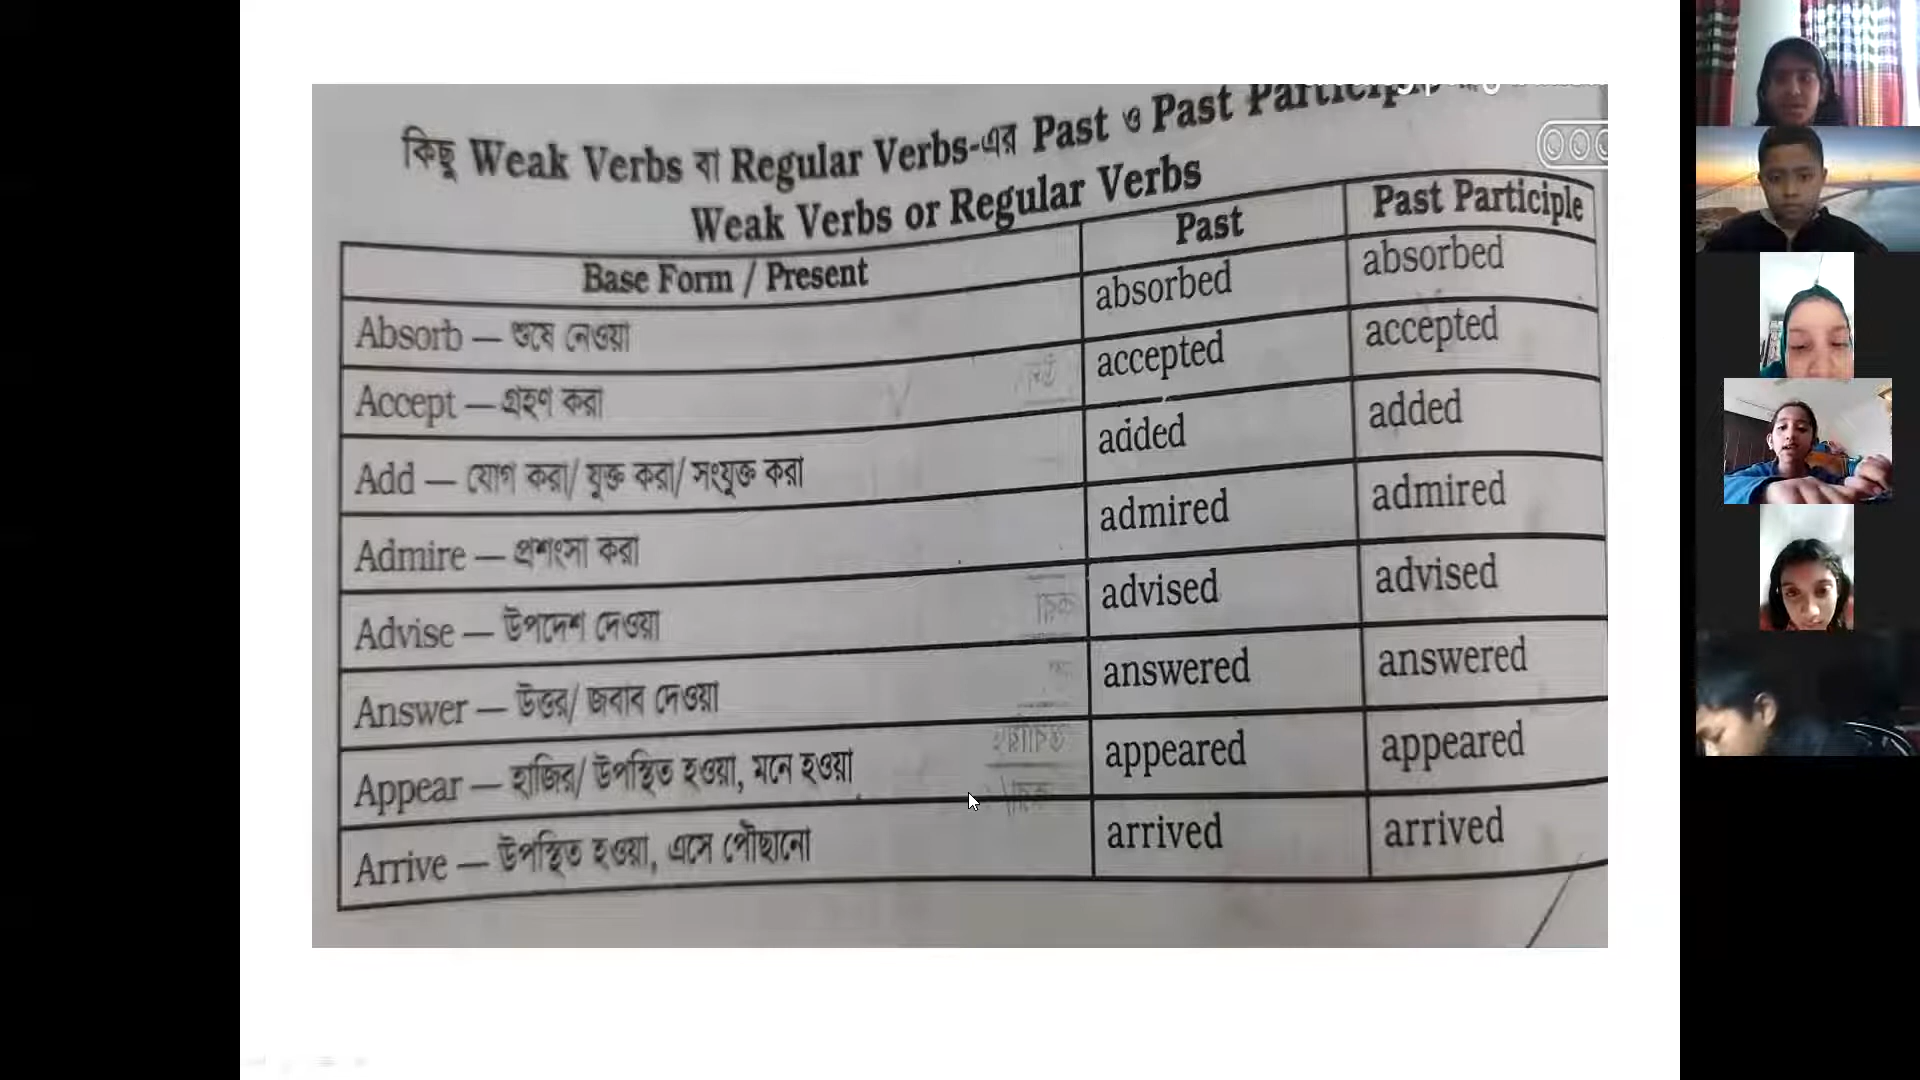 কিছু Weak Verbs বা Regular Verbs-এর Past ও Past Participle
Weak Verbs or Regular Verbs
Base Form / Present Past Past Participle
Absorb — শুষে নেওয়া absorbed absorbed
Accept — গ্রহণ করা accepted accepted
Add — যোগ করা/ যুক্ত করা/ সংযুক্ত করা added added
Admire — প্রশংসা করা admired admired
Advise — উপদেশ দেওয়া advised advised
Answer — উত্তর/ জবাব দেওয়া answered answered
Appear — হাজির/ উপস্থিত হওয়া, মনে হওয়া appeared appeared
Arrive — উপস্থিত হওয়া, এসে পৌঁছানো arrived arrived